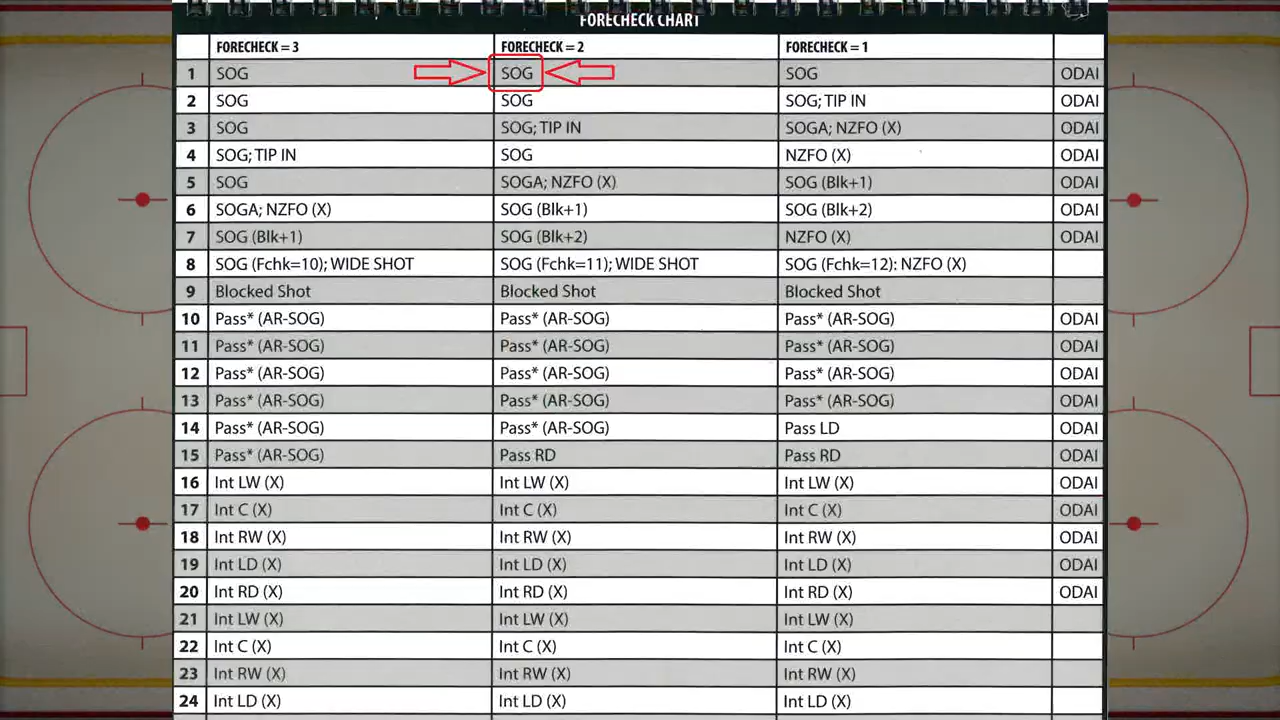 FORECHECK CHART
FORECHECK = 3 FORECHECK = 2 FORECHECK = 1
1 SOG SOG SOG ODAI
2 SOG SOG SOG; TIP IN ODAI
3 SOG SOG; TIP IN SOGA; NZFO (X) ODAI
4 SOG; TIP IN SOG NZFO (X) ODAI
5 SOG SOGA; NZFO (X) SOG (Blk+1) ODAI
6 SOGA; NZFO (X) SOG (Blk+1) SOG (Blk+2) ODAI
7 SOG (Blk+1) SOG (Blk+2) NZFO (X) ODAI
8 SOG (Fchk=10); WIDE SHOT SOG (Fchk=11); WIDE SHOT SOG (Fchk=12): NZFO (X)
9 Blocked Shot Blocked Shot Blocked Shot
10 Pass* (AR-SOG) Pass* (AR-SOG) Pass* (AR-SOG) ODAI
11 Pass* (AR-SOG) Pass* (AR-SOG) Pass* (AR-SOG) ODAI
12 Pass* (AR-SOG) Pass* (AR-SOG) Pass* (AR-SOG) ODAI
13 Pass* (AR-SOG) Pass* (AR-SOG) Pass* (AR-SOG) ODAI
14 Pass* (AR-SOG) Pass* (AR-SOG) Pass LD ODAI
15 Pass* (AR-SOG) Pass RD Pass RD ODAI
16 Int LW (X) Int LW (X) Int LW (X) ODAI
17 Int C (X) Int C (X) Int C (X) ODAI
18 Int RW (X) Int RW (X) Int RW (X) ODAI
19 Int LD (X) Int LD (X) Int LD (X) ODAI
20 Int RD (X) Int RD (X) Int RD (X) ODAI
21 Int LW (X) Int LW (X) Int LW (X)
22 Int C (X) Int C (X) Int C (X)
23 Int RW (X) Int RW (X) Int RW (X)
24 Int LD (X) Int LD (X) Int LD (X)